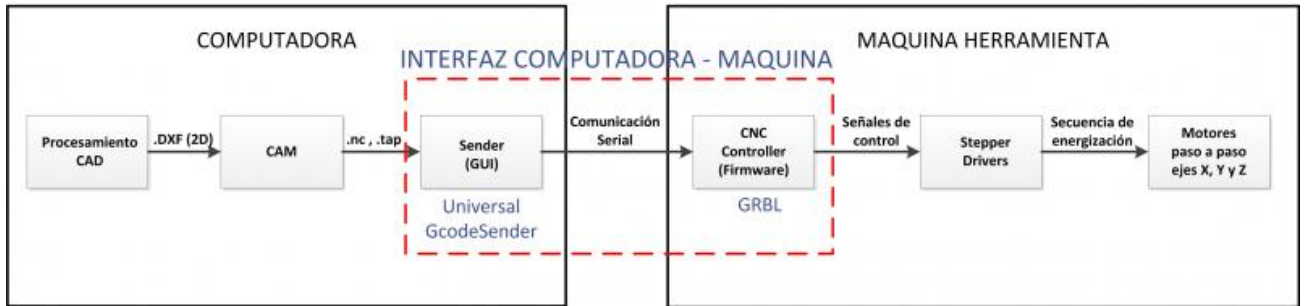 COMPUTADORA
MAQUINA HERRAMIENTA
INTERFAZ COMPUTADORA - MAQUINA
Procesamiento
CAD
.DXF (2D)
CAM
.nc , .tap
Sender
(GUI)
Universal
GcodeSender
Comunicación
Serial
CNC
Controller
(Firmware)
GRBL
Señales de
control
Stepper
Drivers
Secuencia de
energización
Motores
paso a paso
ejes X, Y y Z